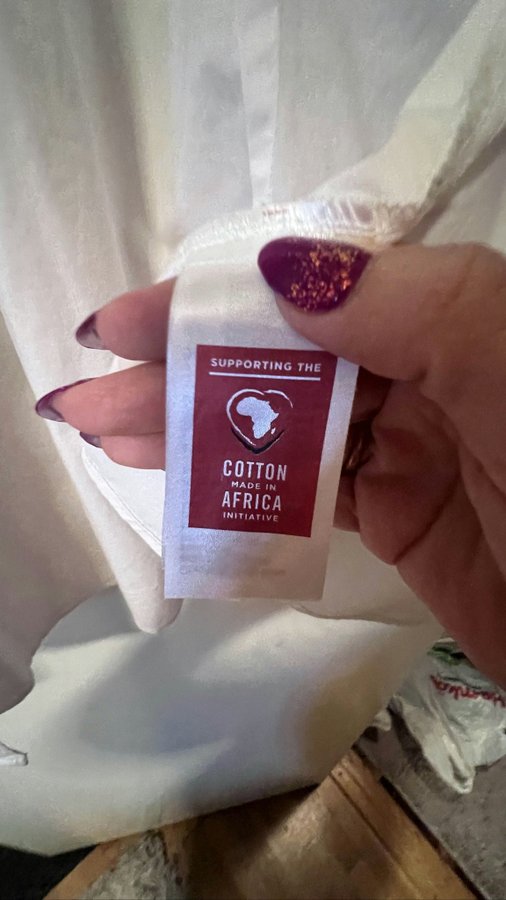 SUPPORTING THE
COTTON
MADE IN
AFRICA
INITIATIVE